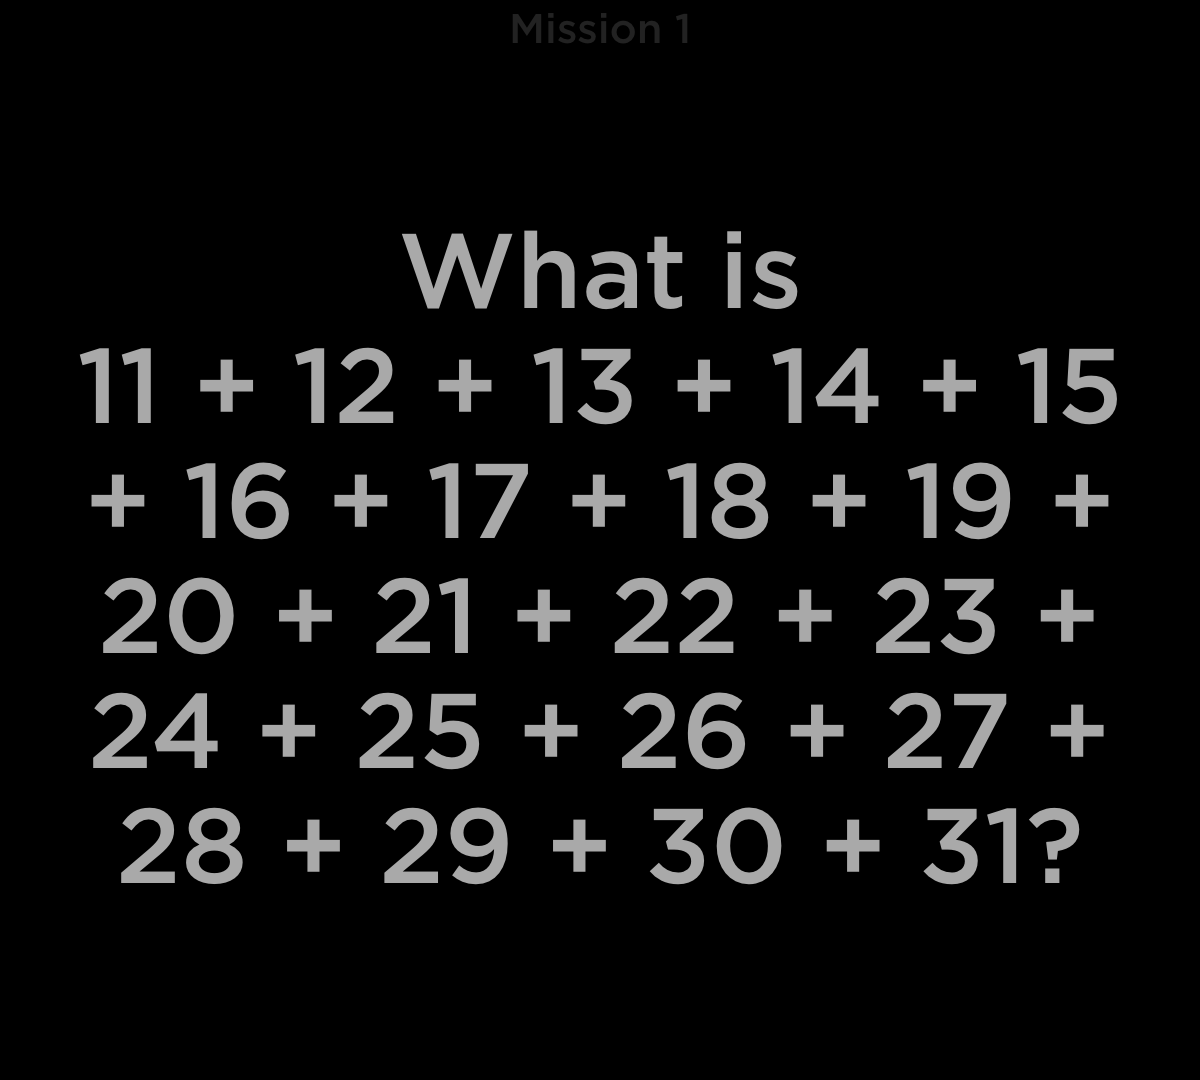 Mission 1
What is
11 + 12 + 13 + 14 + 15
+ 16 + 17 + 18 + 19 +
20 + 21 + 22 + 23 +
24 + 25 + 26 + 27 +
28 + 29 + 30 + 31?